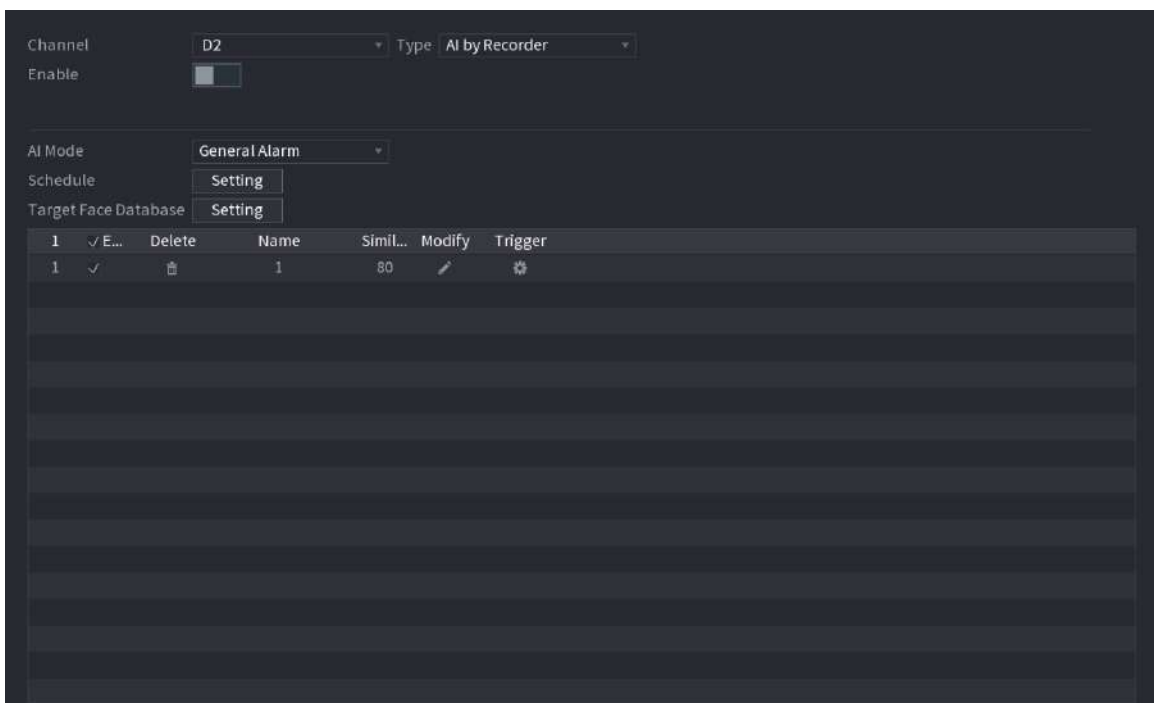 Channel D2 Type AI by Recorder
Enable
AI Mode General Alarm
Schedule Setting
Target Face Database Setting
1 E... Delete Name Simil... Modify Trigger
1 1 80